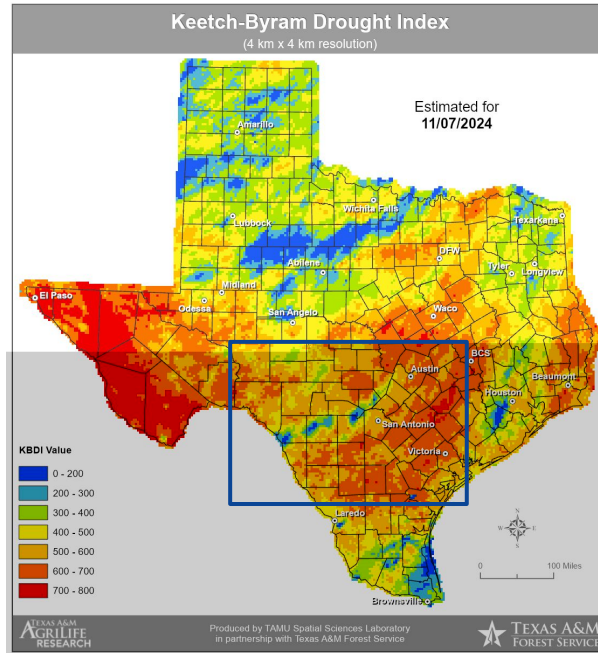 Keetch-Byram Drought Index
(4 km x 4 km resolution)
Estimated for
11/07/2024
Amarillo
Lubbock
Wichita Falls
Texarkana
DFW
Abilene
Tyler
Longview
Midland
El Paso
Odessa
San Angelo
Waco
BCS
Austin
Beaumont
Houston
San Antonio
Victoria
Laredo
Brownsville
KBDI Value
0 - 200
200 - 300
300 - 400
400 - 500
500 - 600
600 - 700
700 - 800
N
W
E
S
0
100 Miles
TEXAS A&M
AGRILIFE
RESEARCH
Produced by TAMU Spatial Sciences Laboratory
in partnership with Texas A&M Forest Service
TEXAS A&M
FOREST SERVICE